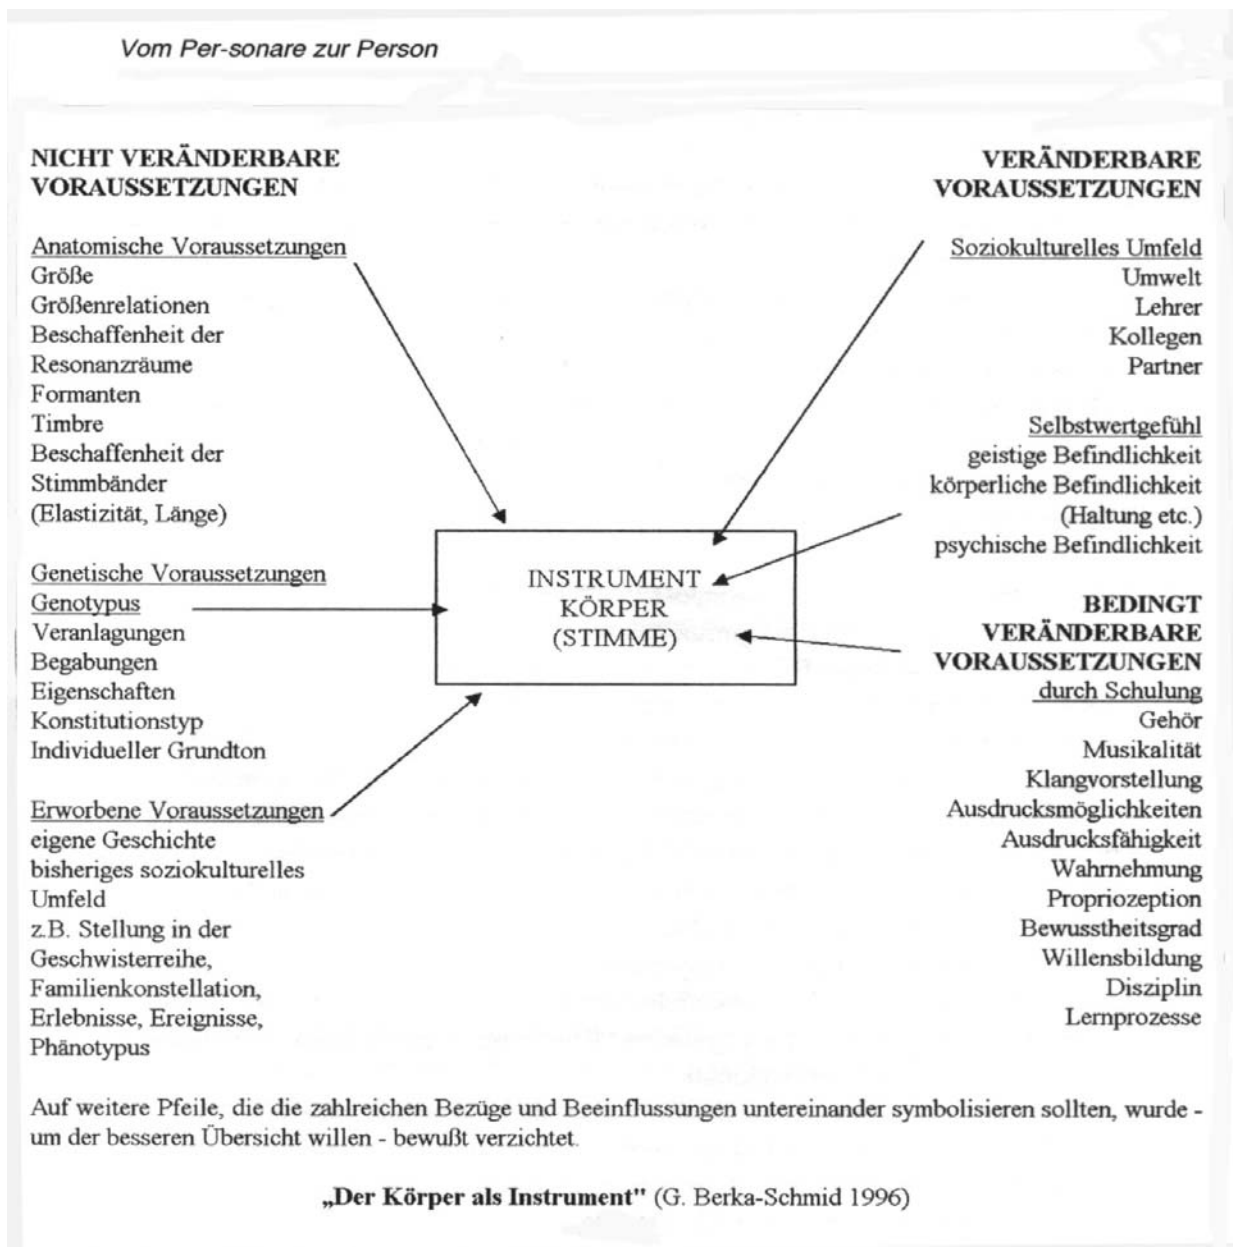 Vom Per-sonare zur Person
NICHT VERÄNDERBARE
VORAUSSETZUNGEN
Anatomische Voraussetzungen
Größe
Größenrelationen
Beschaffenheit der
Resonanzräume
Formanten
Timbre
Beschaffenheit der
Stimmbänder
(Elastizität, Länge)
Genetische Voraussetzungen
Genotypus
Veranlagungen
Begabungen
Eigenschaften
Konstitutionstyp
Individueller Grundton
Erworbene Voraussetzungen
eigene Geschichte
bisheriges soziokulturelles
Umfeld
z.B. Stellung in der
Geschwisterreihe,
Familienkonstellation,
Erlebnisse, Ereignisse,
Phänotypus
INSTRUMENT
KÖRPER
(STIMME)
VERÄNDERBARE
VORAUSSETZUNGEN
Soziokulturelles Umfeld
Umwelt
Lehrer
Kollegen
Partner
Selbstwertgefühl
geistige Befindlichkeit
körperliche Befindlichkeit
(Haltung etc.)
psychische Befindlichkeit
BEDINGT
VERÄNDERBARE
VORAUSSETZUNGEN
durch Schulung
Gehör
Musikalität
Klangvorstellung
Ausdrucksmöglichkeiten
Ausdrucksfähigkeit
Wahrnehmung
Propriozeption
Bewusstheitsgrad
Willensbildung
Disziplin
Lernprozesse
Auf weitere Pfeile, die die zahlreichen Bezüge und Beeinflussungen untereinander symbolisieren sollten, wurde -
um der besseren Übersicht willen - bewußt verzichtet.
„Der Körper als Instrument" (G. Berka-Schmid 1996)